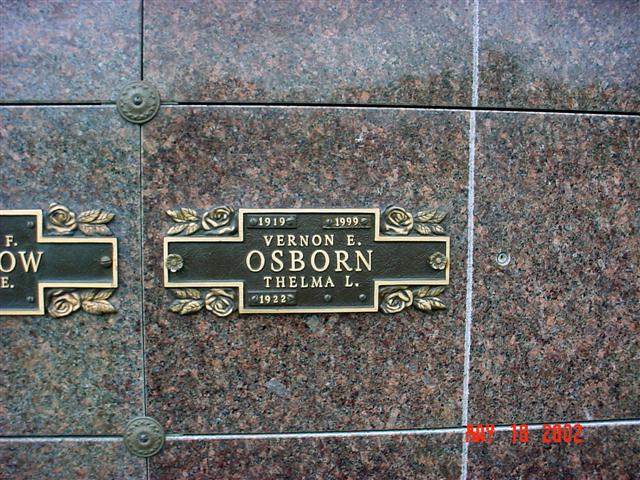 F.
OW
E.
1919 1999
VERNON E.
OSBORN
THELMA L.
1922
MAY 18 2002